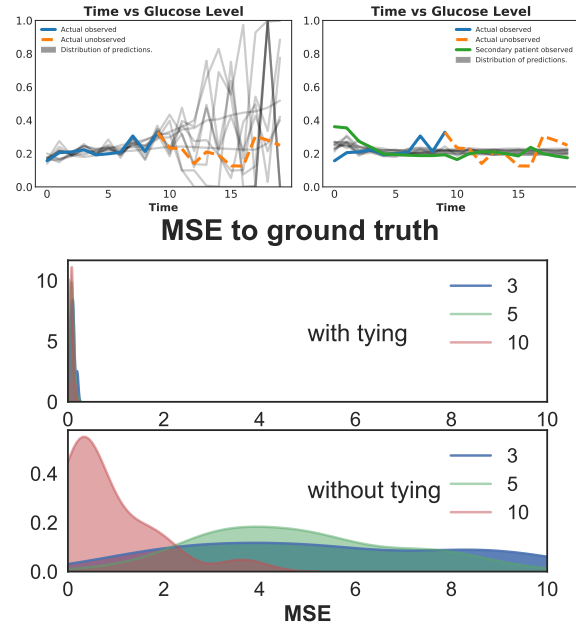 Time vs Glucose Level
1.0
0.8
0.6
0.4
0.2
0.0
Actual observed
Actual unobserved
Distribution of predictions.
0 5 10 15
Time
Time vs Glucose Level
1.0
0.8
0.6
0.4
0.2
0.0
Actual observed
Actual unobserved
Secondary patient observed
Distribution of predictions.
0 5 10 15
Time
MSE to ground truth
10
5
0
with tying
3
5
10
0 2 4 6 8 10
0.4
0.2
0.0
without tying
3
5
10
0 2 4 6 8 10
MSE